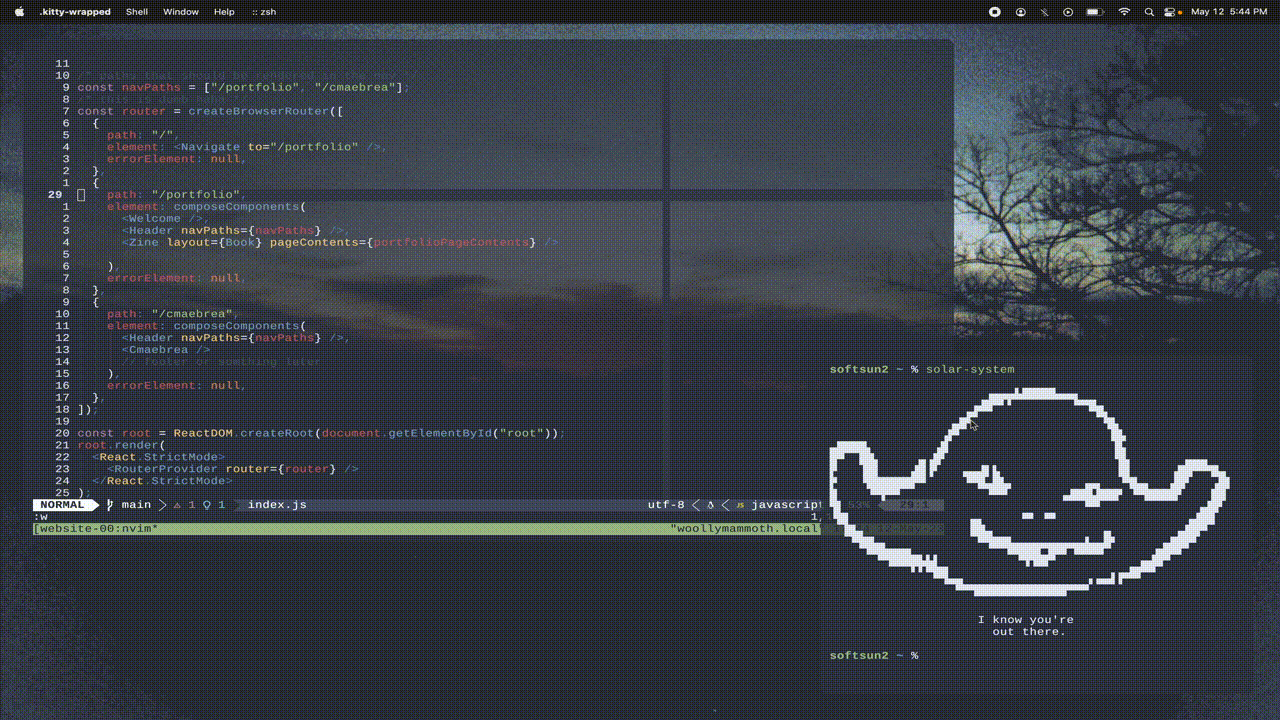 .kitty-wrapped Shell Window Help :: zsh May 12 5:44 PM
11
10 /* paths that should be rendered in the nav */
9 const navPaths = ["/portfolio", "/cmaebrea"];
8 /* this is dumb haha
7 const router = createBrowserRouter([
6 {
5 path: "/",
4 element: <Navigate to="/portfolio" />,
3 errorElement: null,
2 },
1 {
29 path: "/portfolio",
1 element: composeComponents(
2 <Welcome />,
3 <Header navPaths={navPaths} />,
4 <Zine layout={Book} pageContents={portfolioPageContents} />
5
6 ),
7 errorElement: null,
8 },
9 {
10 path: "/cmaebrea",
11 element: composeComponents(
12 <Header navPaths={navPaths} />,
13 <Cmaebrea />
14 // footer or somthing later
15 ),
16 errorElement: null,
17 },
18 ]);
19
20 const root = ReactDOM.createRoot(document.getElementById("root"));
21 root.render(
22 <React.StrictMode>
23 <RouterProvider router={router} />
24 </React.StrictMode>
25 );
NORMAL main 1 1 index.js utf-8 JS javascript 53% 29:1
:w 1,
[website-00:nvim* "woollymammoth.local"
softsun2 ~ % solar-system
I know you're
out there.
softsun2 ~ %